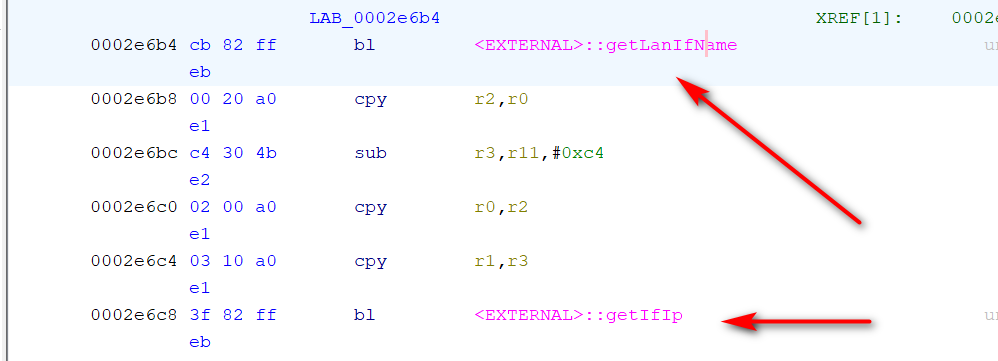 LAB_0002e6b4 XREF[1]: 0002e
0002e6b4 cb 82 ff bl <EXTERNAL>::getLanIfName
eb
0002e6b8 00 20 a0 cpy r2,r0
e1
0002e6bc c4 30 4b sub r3,r11,#0xc4
e2
0002e6c0 02 00 a0 cpy r0,r2
e1
0002e6c4 03 10 a0 cpy r1,r3
e1
0002e6c8 3f 82 ff bl <EXTERNAL>::getIfIp
eb